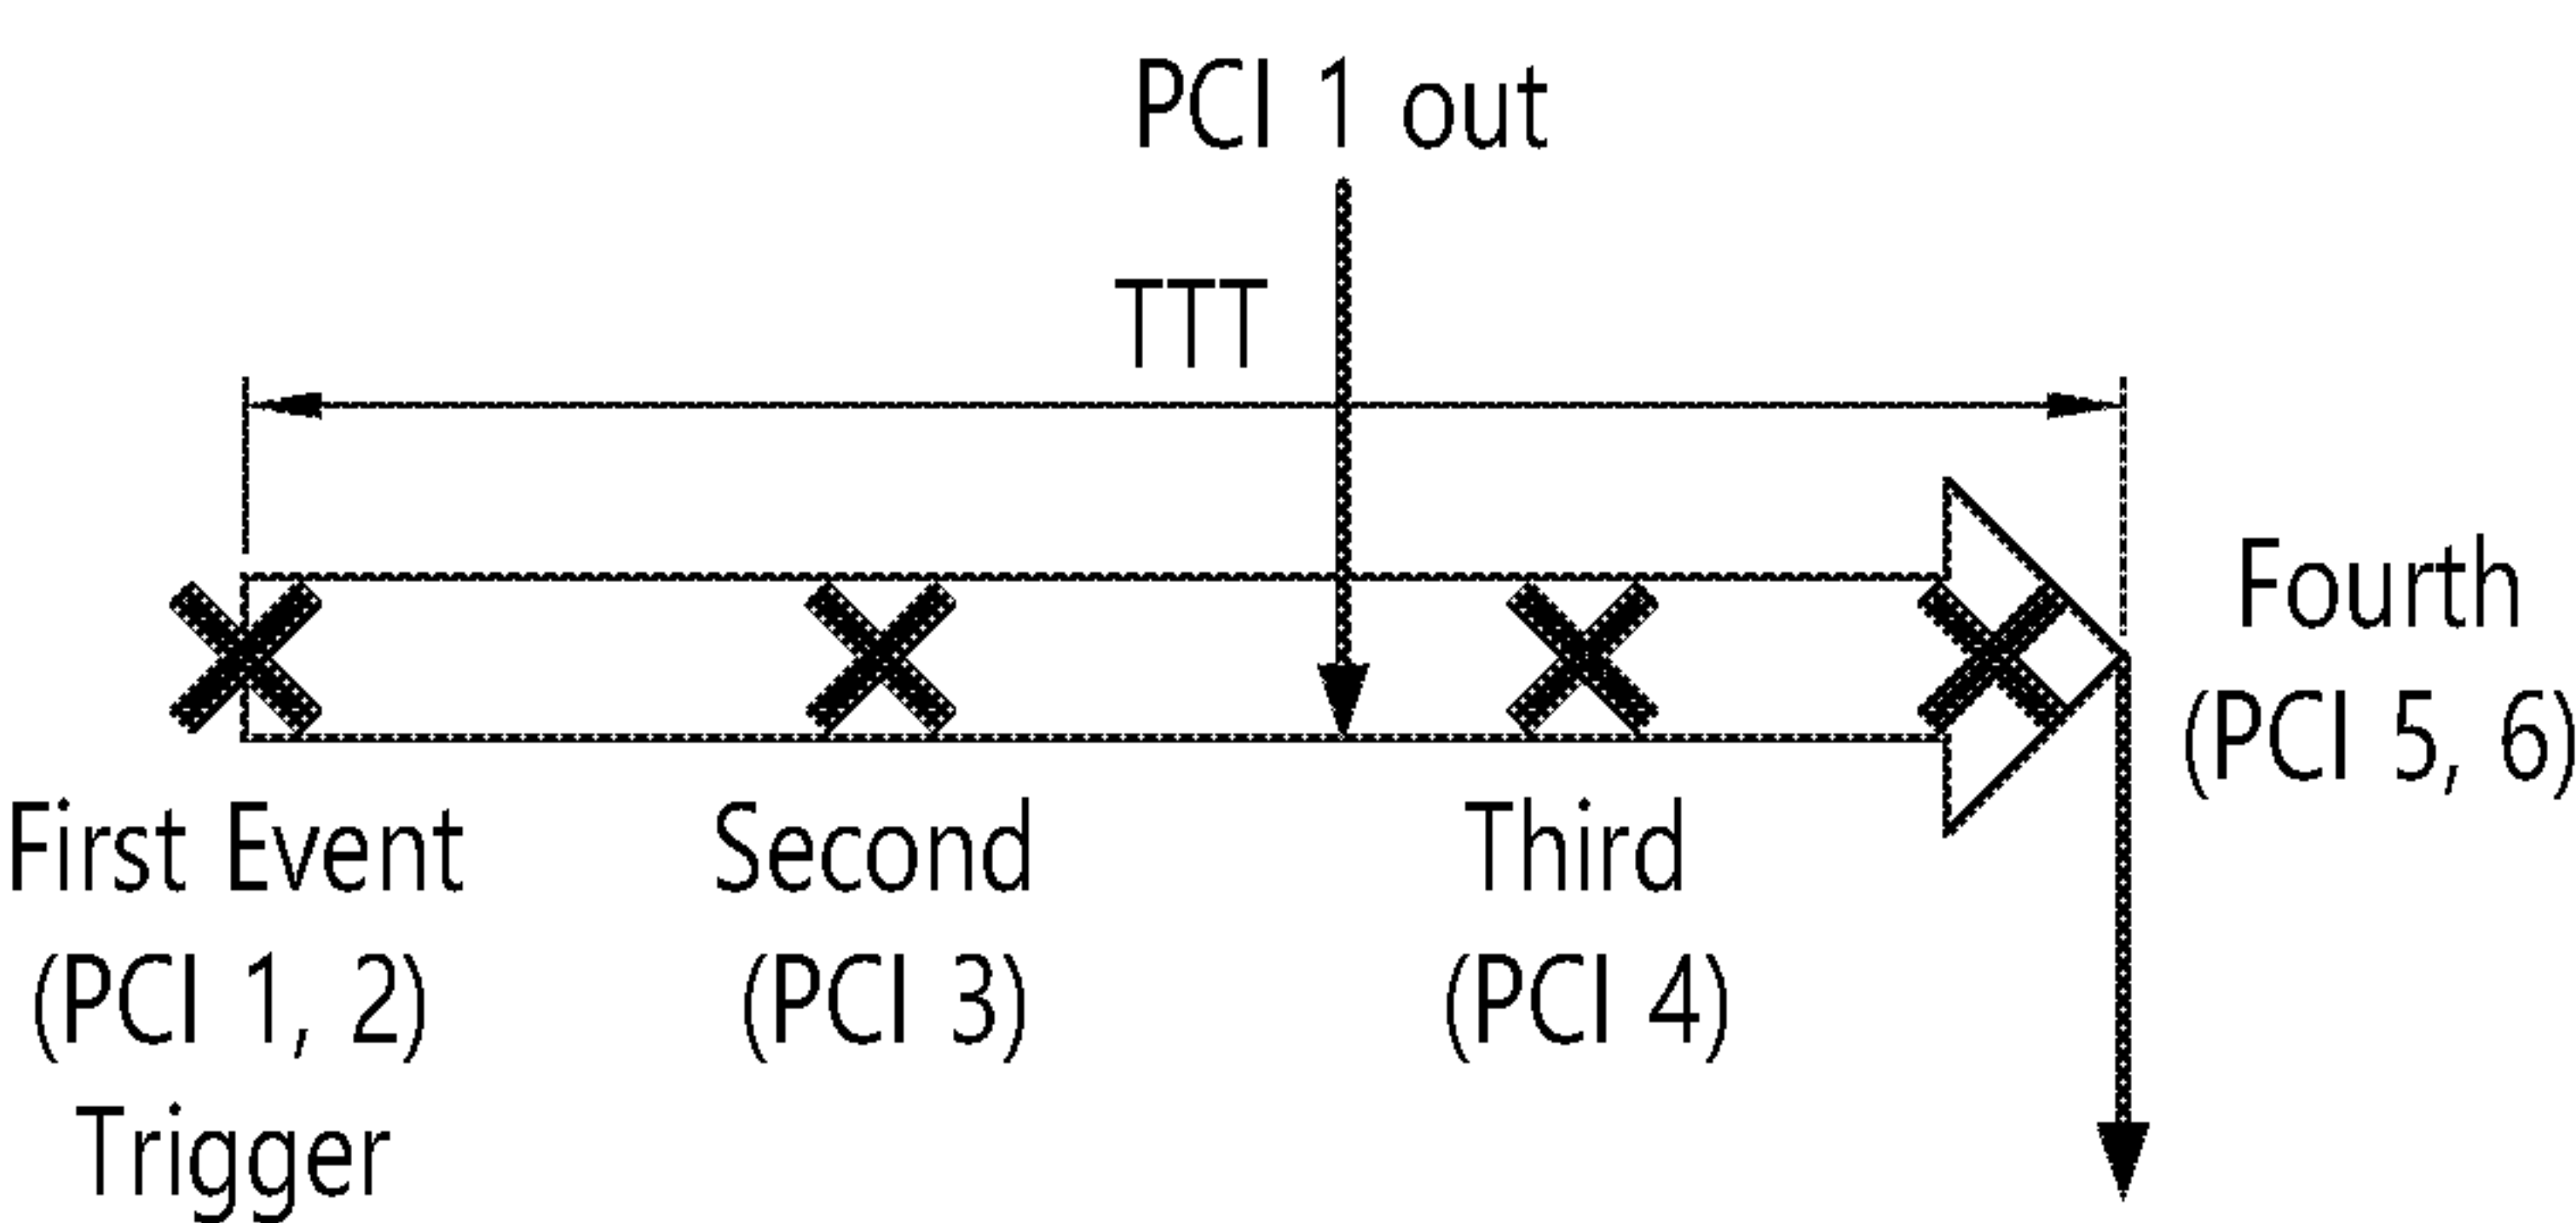 PCI 1 out
TTT
Fourth
(PCI 5, 6)
First Event
(PCI 1, 2)
Trigger
Second
(PCI 3)
Third
(PCI 4)